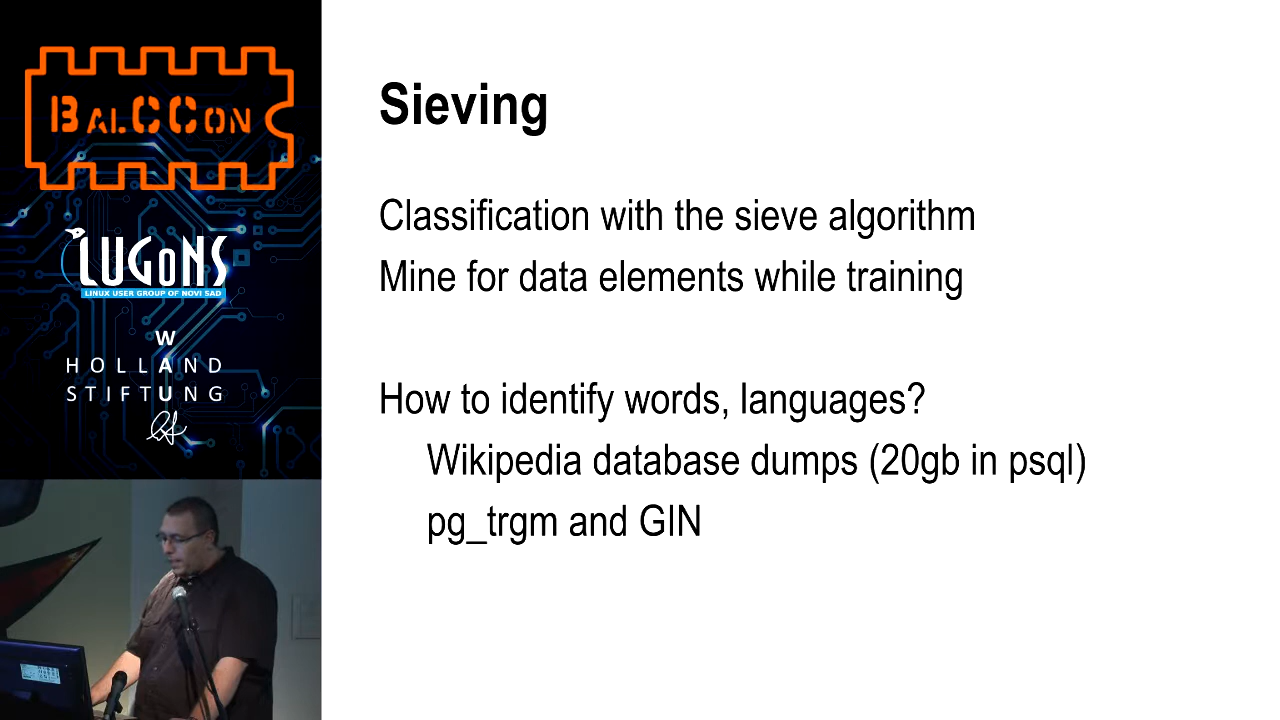 BALCCON
LUGONS
LINUX USER GROUP OF NOVI SAD
W
HOLLAND
STIFTUNG
Sieving
Classification with the sieve algorithm
Mine for data elements while training
How to identify words, languages?
Wikipedia database dumps (20gb in psql)
pg_trgm and GIN